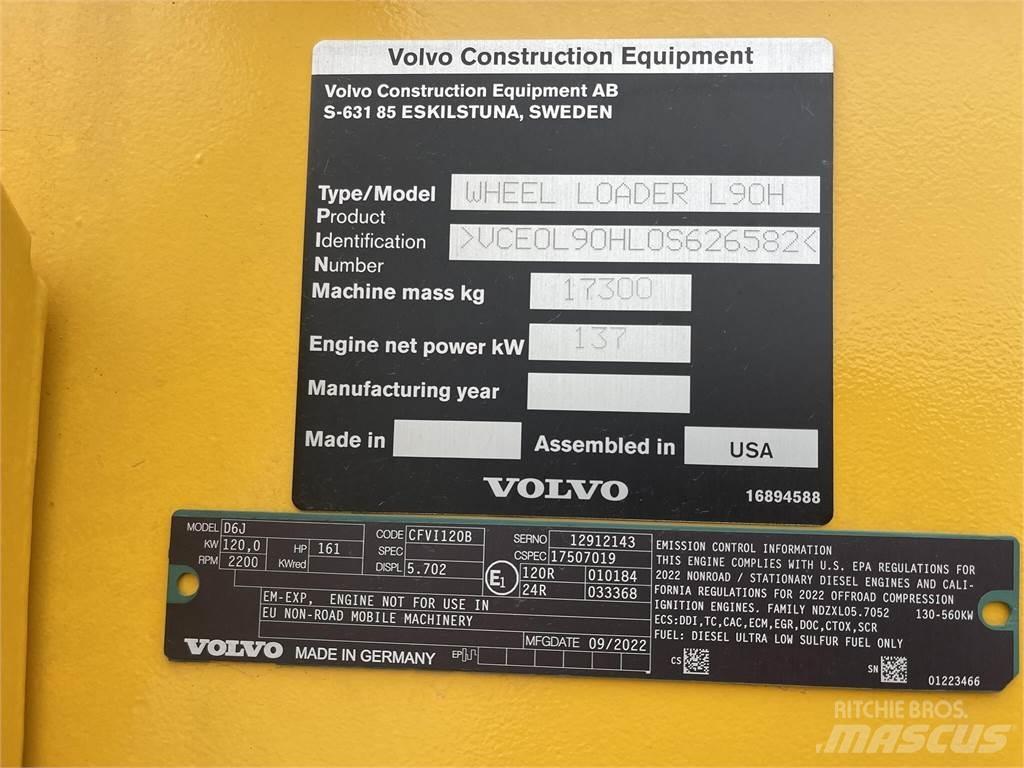 Volvo Construction Equipment
Volvo Construction Equipment AB
S-631 85 ESKILSTUNA, SWEDEN
Type/Model WHEEL LOADER L90H
Product
Identification >VCE0L90HL0S626582<
Number
Machine mass kg 17300
Engine net power kW 137
Manufacturing year
Made in Assembled in USA
VOLVO 16894588
MODEL D6J
KW 120,0 HP 161
RPM 2200 KWred
CODE CFVI120B
SPEC
DISPL 5.702
SERNO 12912143
CSPEC 17507019
E1 120R 010184
24R 033368
EM-EXP, ENGINE NOT FOR USE IN
EU NON-ROAD MOBILE MACHINERY
MFGDATE 09/2022
VOLVO MADE IN GERMANY EP
EMISSION CONTROL INFORMATION
THIS ENGINE COMPLIES WITH U.S. EPA REGULATIONS FOR
2022 NONROAD / STATIONARY DIESEL ENGINES AND CALI-
FORNIA REGULATIONS FOR 2022 OFFROAD COMPRESSION
IGNITION ENGINES. FAMILY NDZXL05.7052 130-560KW
ECS:DDI,TC,CAC,ECM,EGR,DOC,CTOX,SCR
FUEL: DIESEL ULTRA LOW SULFUR FUEL ONLY
CS SN 01223466
RITCHIE BROS.
MASCUS